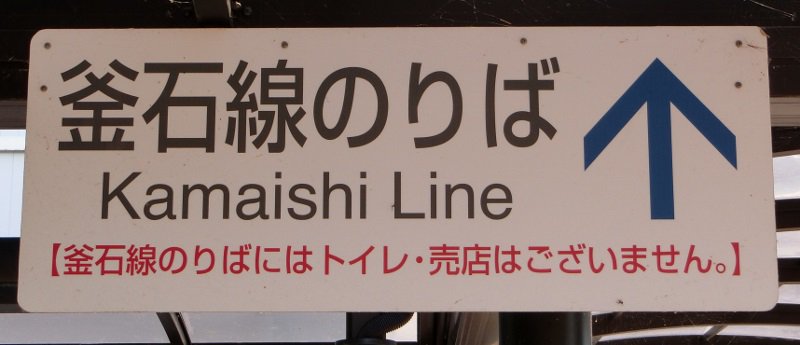 釜石線のりば
Kamaishi Line
【釜石線のりばにはトイレ・売店はございません。】